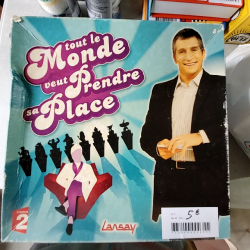 tout le
Monde
veut Prendre
sa Place
2
Lansay
5€